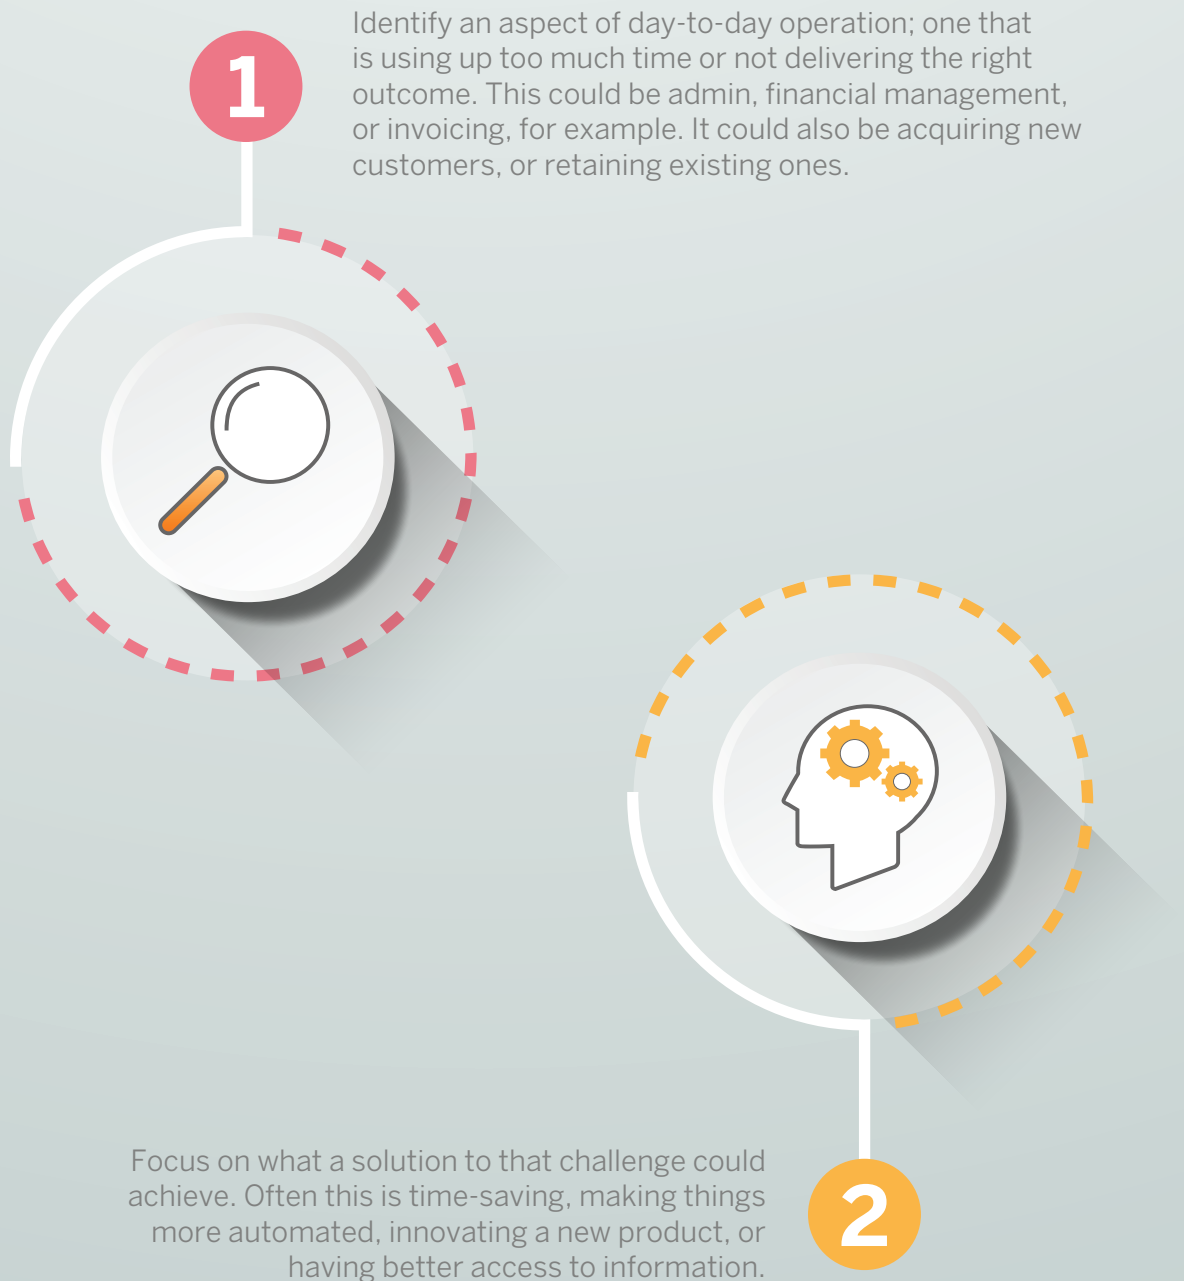 1
Identify an aspect of day-to-day operation; one that
is using up too much time or not delivering the right
outcome. This could be admin, financial management,
or invoicing, for example. It could also be acquiring new
customers, or retaining existing ones.
Focus on what a solution to that challenge could
achieve. Often this is time-saving, making things
more automated, innovating a new product, or
having better access to information.
2